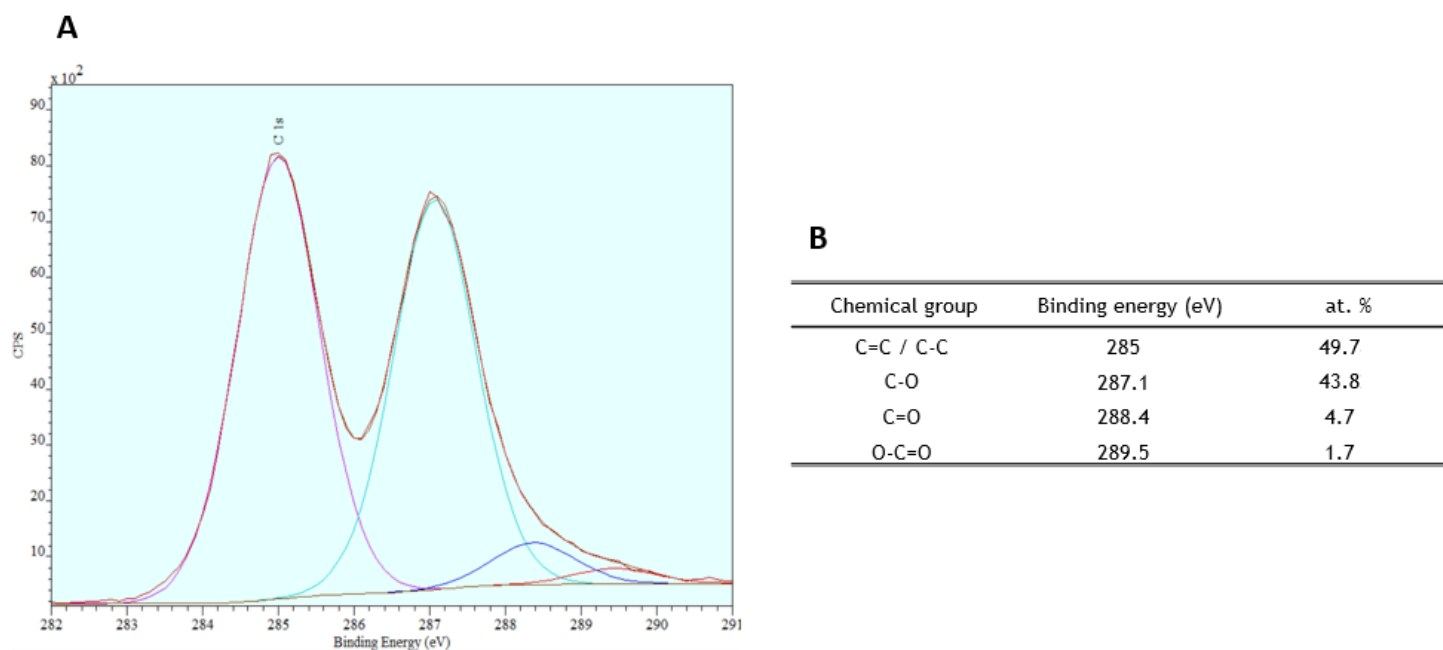 A
x 10²
90
80
70
60
50
40
30
20
10
CPS
C 1s
282 283 284 285 286 287 288 289 290 291
Binding Energy (eV)
B
Chemical group Binding energy (eV) at. %
C=C / C-C 285 49.7
C-O 287.1 43.8
C=O 288.4 4.7
O-C=O 289.5 1.7